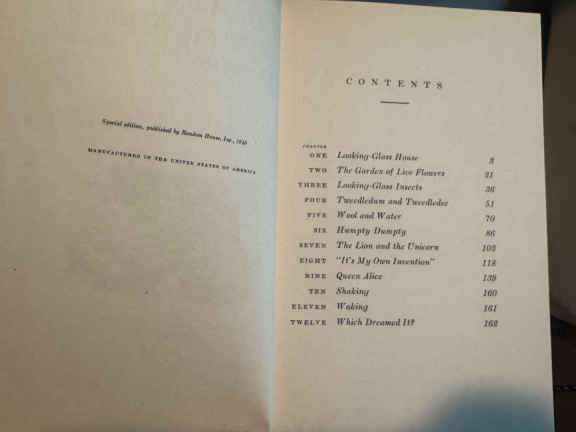 Special edition, published by Random House, Inc., 1946
MANUFACTURED IN THE UNITED STATES OF AMERICA
CONTENTS
CHAPTER
ONE Looking-Glass House 3
TWO The Garden of Live Flowers 21
THREE Looking-Glass Insects 36
FOUR Tweedledum and Tweedledee 51
FIVE Wool and Water 70
SIX Humpty Dumpty 86
SEVEN The Lion and the Unicorn 103
EIGHT "It's My Own Invention" 118
NINE Queen Alice 139
TEN Shaking 160
ELEVEN Waking 161
TWELVE Which Dreamed It? 162